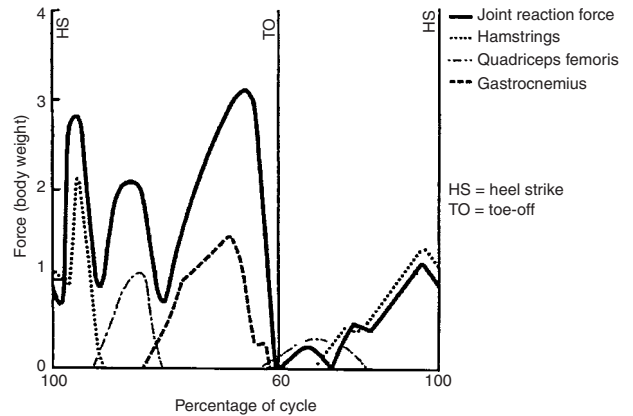 4
3
2
1
0
Force (body weight)
HS
TO
HS
100
60
100
Percentage of cycle
Joint reaction force
Hamstrings
Quadriceps femoris
Gastrocnemius
HS = heel strike
TO = toe-off